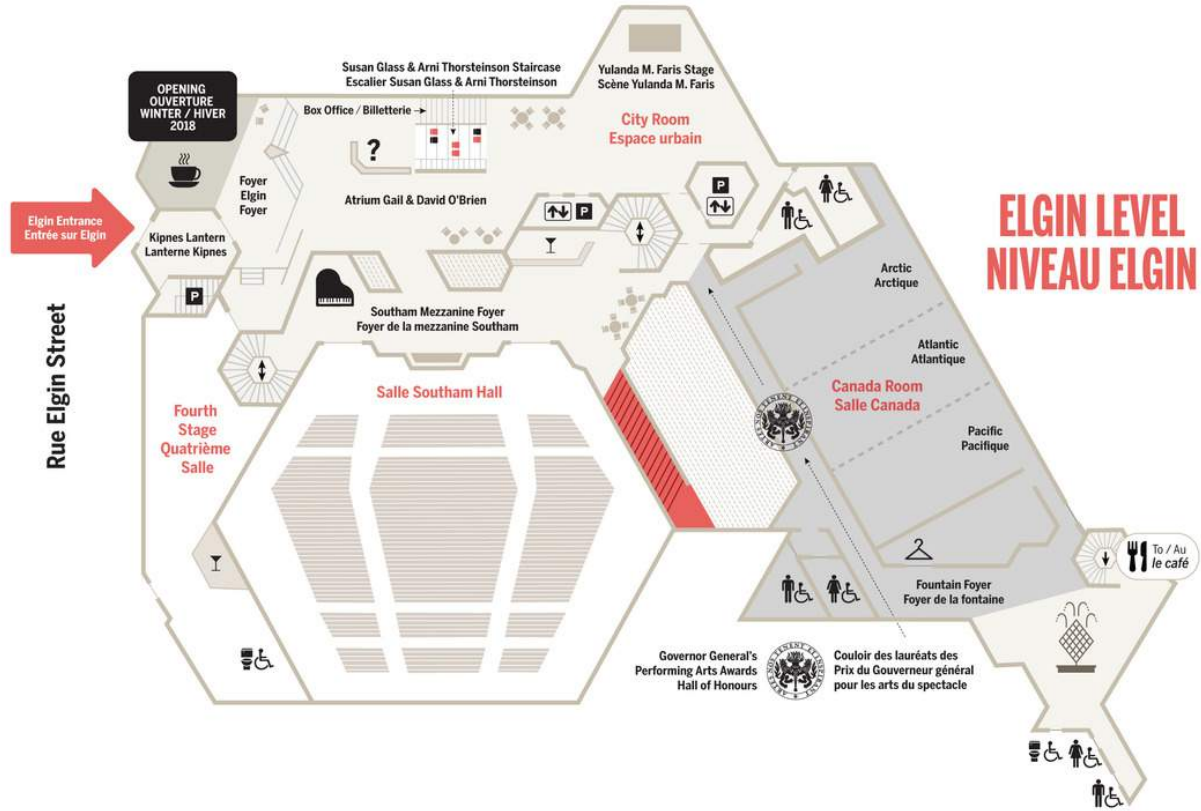 OPENING
OUVERTURE
WINTER / HIVER
2018
Susan Glass & Arni Thorsteinson Staircase
Escalier Susan Glass & Arni Thorsteinson
Box Office / Billetterie
?
Yulanda M. Faris Stage
Scène Yulanda M. Faris
City Room
Espace urbain
Foyer
Elgin
Foyer
Atrium Gail & David O'Brien
Elgin Entrance
Entrée sur Elgin
Kipnes Lantern
Lanterne Kipnes
P
P
P
ELGIN LEVEL
NIVEAU ELGIN
Rue Elgin Street
Southam Mezzanine Foyer
Foyer de la mezzanine Southam
Arctic
Arctique
Atlantic
Atlantique
Canada Room
Salle Canada
Pacific
Pacifique
Salle Southam Hall
Fourth
Stage
Quatrième
Salle
To / Au
le café
Fountain Foyer
Foyer de la fontaine
Governor General's
Performing Arts Awards
Hall of Honours
Couloir des lauréats des
Prix du Gouverneur général
pour les arts du spectacle